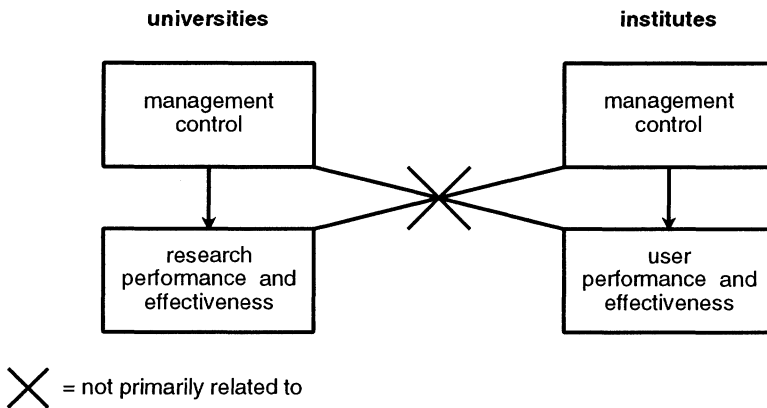 universities
institutes
management
control
management
control
research
performance and
effectiveness
user
performance and
effectiveness
= not primarily related to